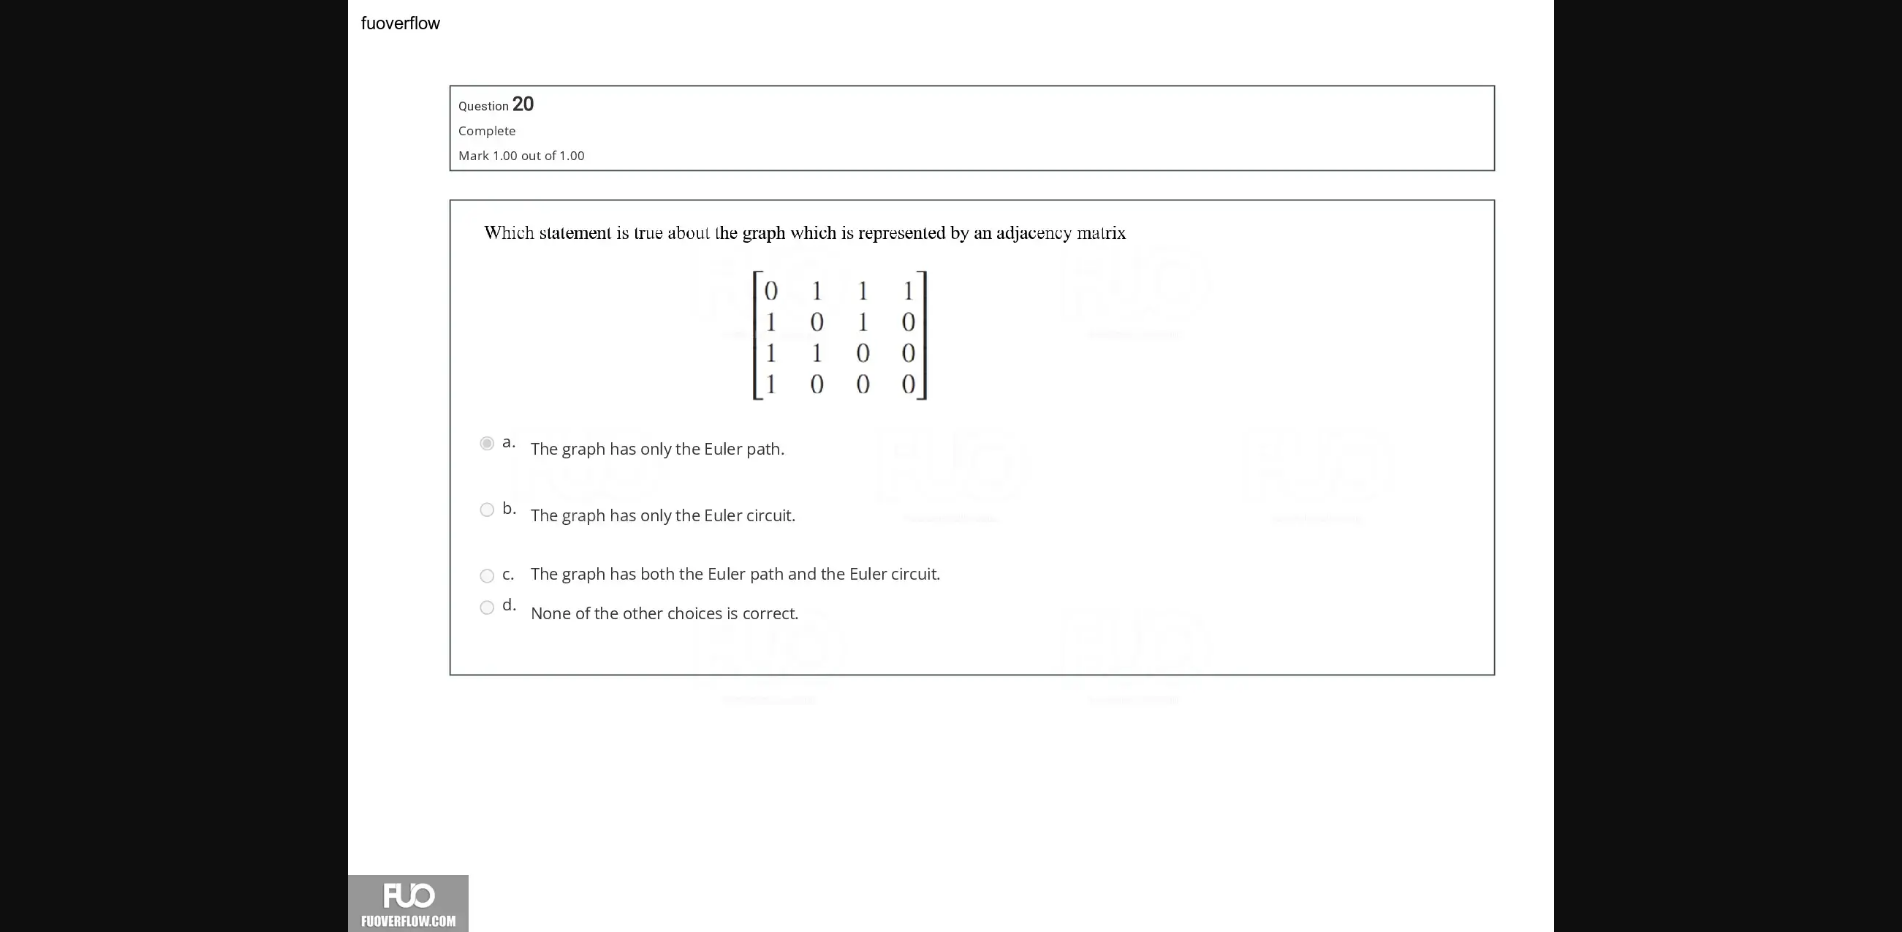 fuoverflow
Question 20
Complete
Mark 1.00 out of 1.00
Which statement is true about the graph which is represented by an adjacency matrix
0 1 1 1
1 0 1 0
1 1 0 0
1 0 0 0
a. The graph has only the Euler path.
b. The graph has only the Euler circuit.
c. The graph has both the Euler path and the Euler circuit.
d. None of the other choices is correct.
FUO
FUOVERFLOW.COM